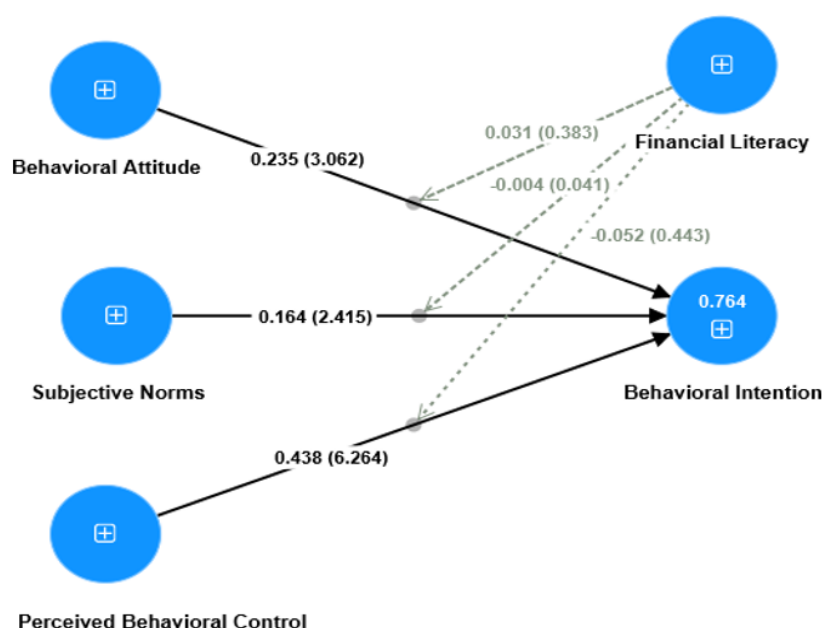 Behavioral Attitude
Financial Literacy
0.235 (3.062)
0.031 (0.383)
-0.004 (0.041)
-0.052 (0.443)
Subjective Norms
0.164 (2.415)
0.764
Behavioral Intention
0.438 (6.264)
Perceived Behavioral Control